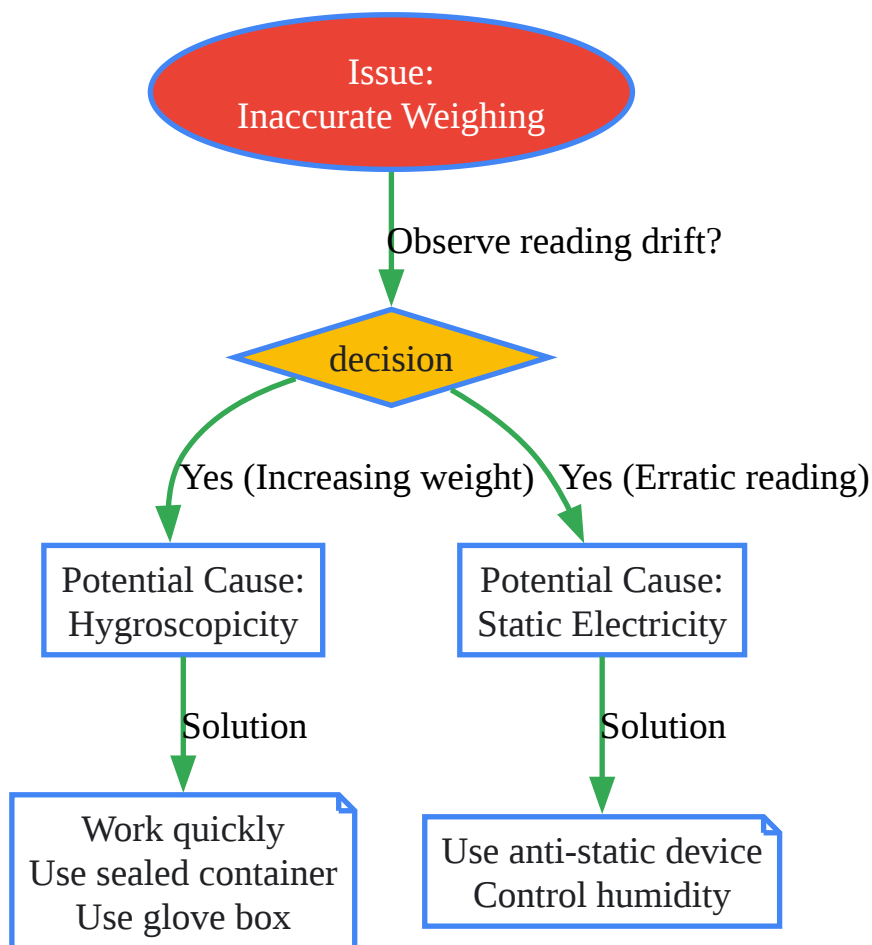 Issue:
Inaccurate Weighing
Observe reading drift?
decision
Yes (Increasing weight)
Yes (Erratic reading)
Potential Cause:
Hygroscopicity
Potential Cause:
Static Electricity
Solution
Solution
Work quickly
Use sealed container
Use glove box
Use anti-static device
Control humidity